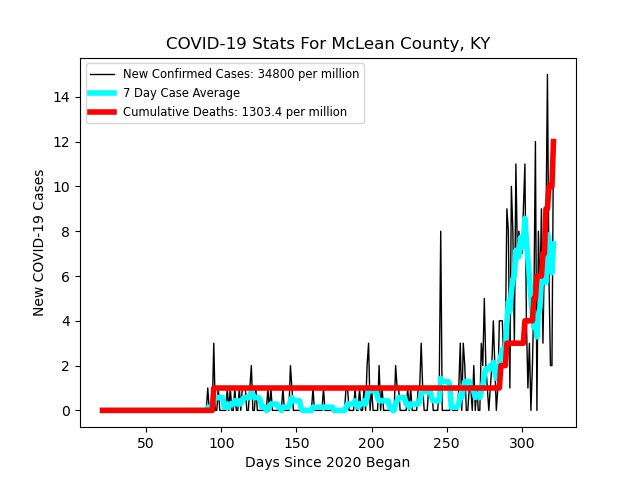 COVID-19 Stats For McLean County, KY
New Confirmed Cases: 34800 per million
7 Day Case Average
Cumulative Deaths: 1303.4 per million
New COVID-19 Cases
14
12
10
8
6
4
2
0
50 100 150 200 250 300
Days Since 2020 Began